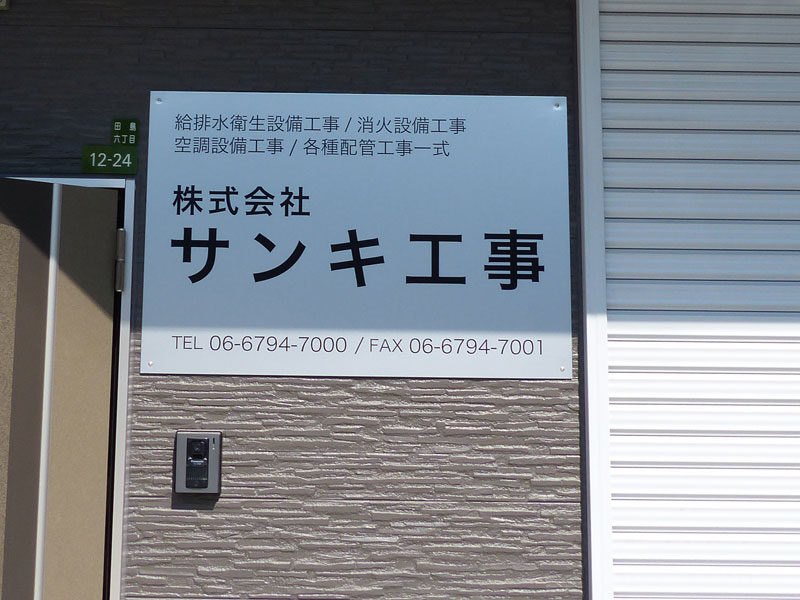 給排水衛生設備工事 / 消火設備工事
空調設備工事 / 各種配管工事一式
株式会社
サンキ工事
TEL 06-6794-7000 / FAX 06-6794-7001
田島
六丁目
12-24